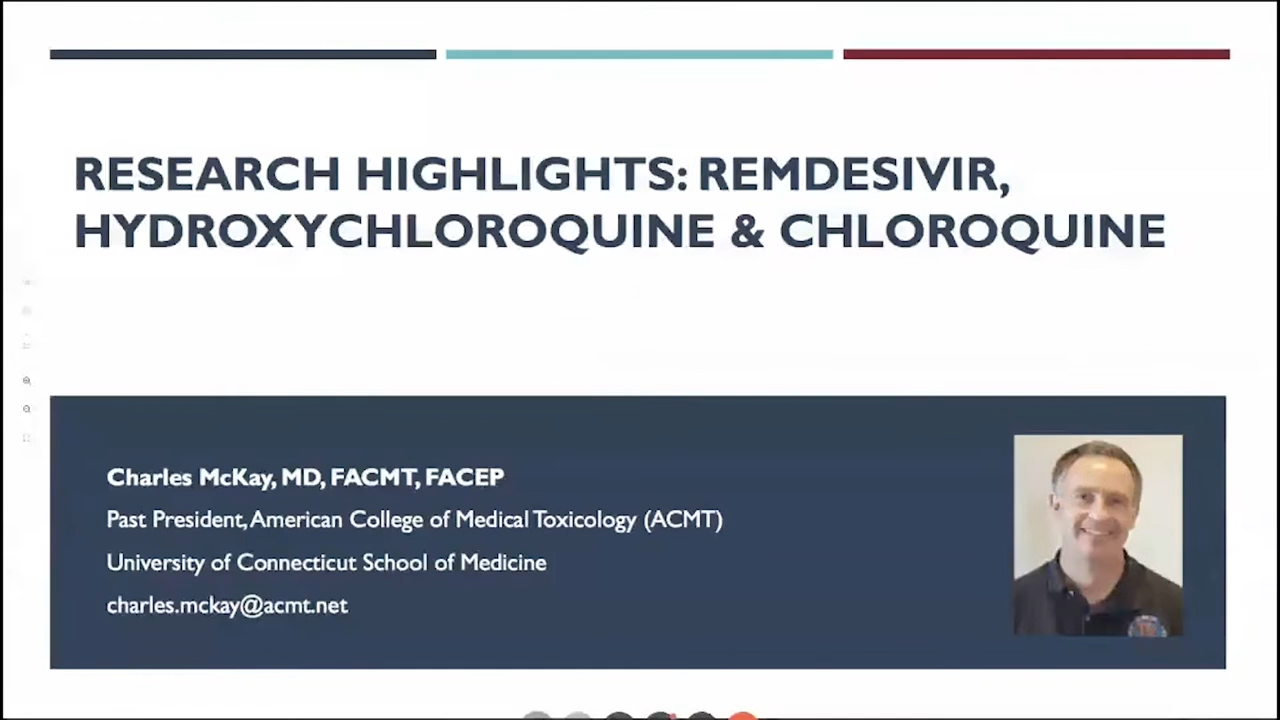 RESEARCH HIGHLIGHTS: REMDESIVIR,
HYDROXYCHLOROQUINE & CHLOROQUINE
Charles McKay, MD, FACMT, FACEP
Past President, American College of Medical Toxicology (ACMT)
University of Connecticut School of Medicine
charles.mckay@acmt.net